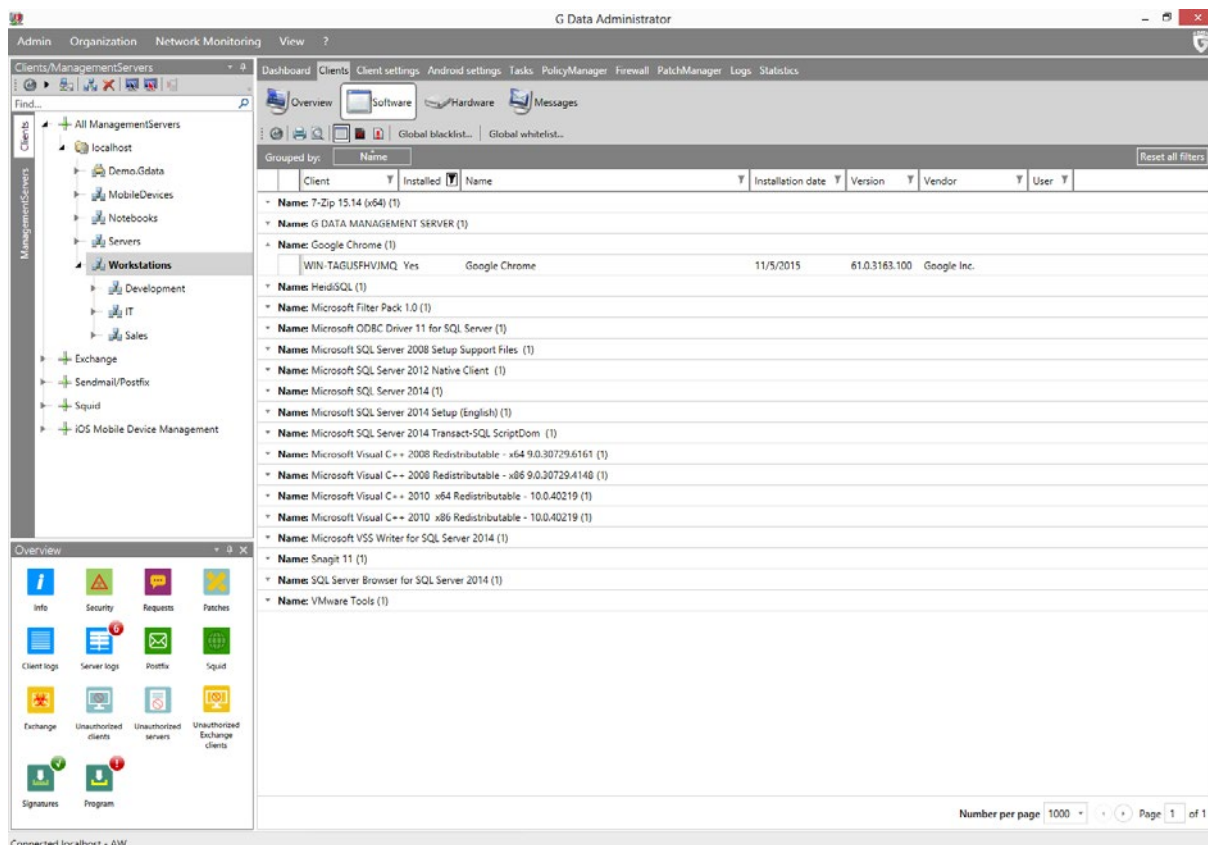 G Data Administrator
Admin Organization Network Monitoring View ?
Clients/ManagementServers
Find...
Clients
ManagementServers
All ManagementServers
localhost
Demo.Gdata
MobileDevices
Notebooks
Servers
Workstations
Development
IT
Sales
Exchange
Sendmail/Postfix
Squid
iOS Mobile Device Management
Overview
Info Security Requests Patches
6
Client logs Server logs Postfix Squid
Exchange Unauthorized clients Unauthorized servers Unauthorized Exchange clients
Signatures Program
Dashboard Clients Client settings Android settings Tasks PolicyManager Firewall PatchManager Logs Statistics
Overview Software Hardware Messages
Global blacklist... Global whitelist...
Grouped by: Name Reset all filters
Client Installed Name Installation date Version Vendor User
Name: 7-Zip 15.14 (x64) (1)
Name: G DATA MANAGEMENT SERVER (1)
Name: Google Chrome (1)
WIN-TAGUSFHVJMQ Yes Google Chrome 11/5/2015 61.0.3163.100 Google Inc.
Name: HeidiSQL (1)
Name: Microsoft Filter Pack 1.0 (1)
Name: Microsoft ODBC Driver 11 for SQL Server (1)
Name: Microsoft SQL Server 2008 Setup Support Files (1)
Name: Microsoft SQL Server 2012 Native Client (1)
Name: Microsoft SQL Server 2014 (1)
Name: Microsoft SQL Server 2014 Setup (English) (1)
Name: Microsoft SQL Server 2014 Transact-SQL ScriptDom (1)
Name: Microsoft Visual C++ 2008 Redistributable - x64 9.0.30729.6161 (1)
Name: Microsoft Visual C++ 2008 Redistributable - x86 9.0.30729.4148 (1)
Name: Microsoft Visual C++ 2010 x64 Redistributable - 10.0.40219 (1)
Name: Microsoft Visual C++ 2010 x86 Redistributable - 10.0.40219 (1)
Name: Microsoft VSS Writer for SQL Server 2014 (1)
Name: Snagit 11 (1)
Name: SQL Server Browser for SQL Server 2014 (1)
Name: VMware Tools (1)
Number per page 1000 Page 1 of 1
Connected localhost - AW